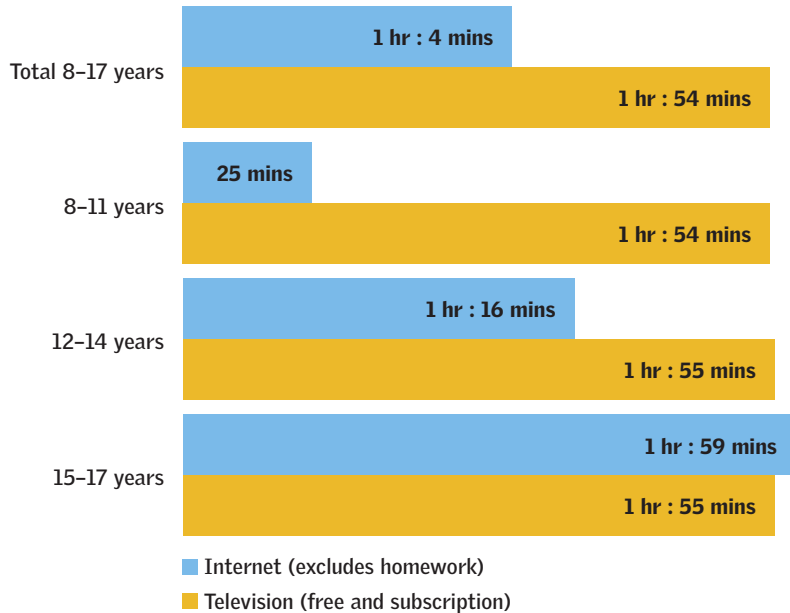 1 hr : 4 mins
Total 8–17 years
1 hr : 54 mins
25 mins
8–11 years
1 hr : 54 mins
1 hr : 16 mins
12–14 years
1 hr : 55 mins
1 hr : 59 mins
15–17 years
1 hr : 55 mins
Internet (excludes homework)
Television (free and subscription)